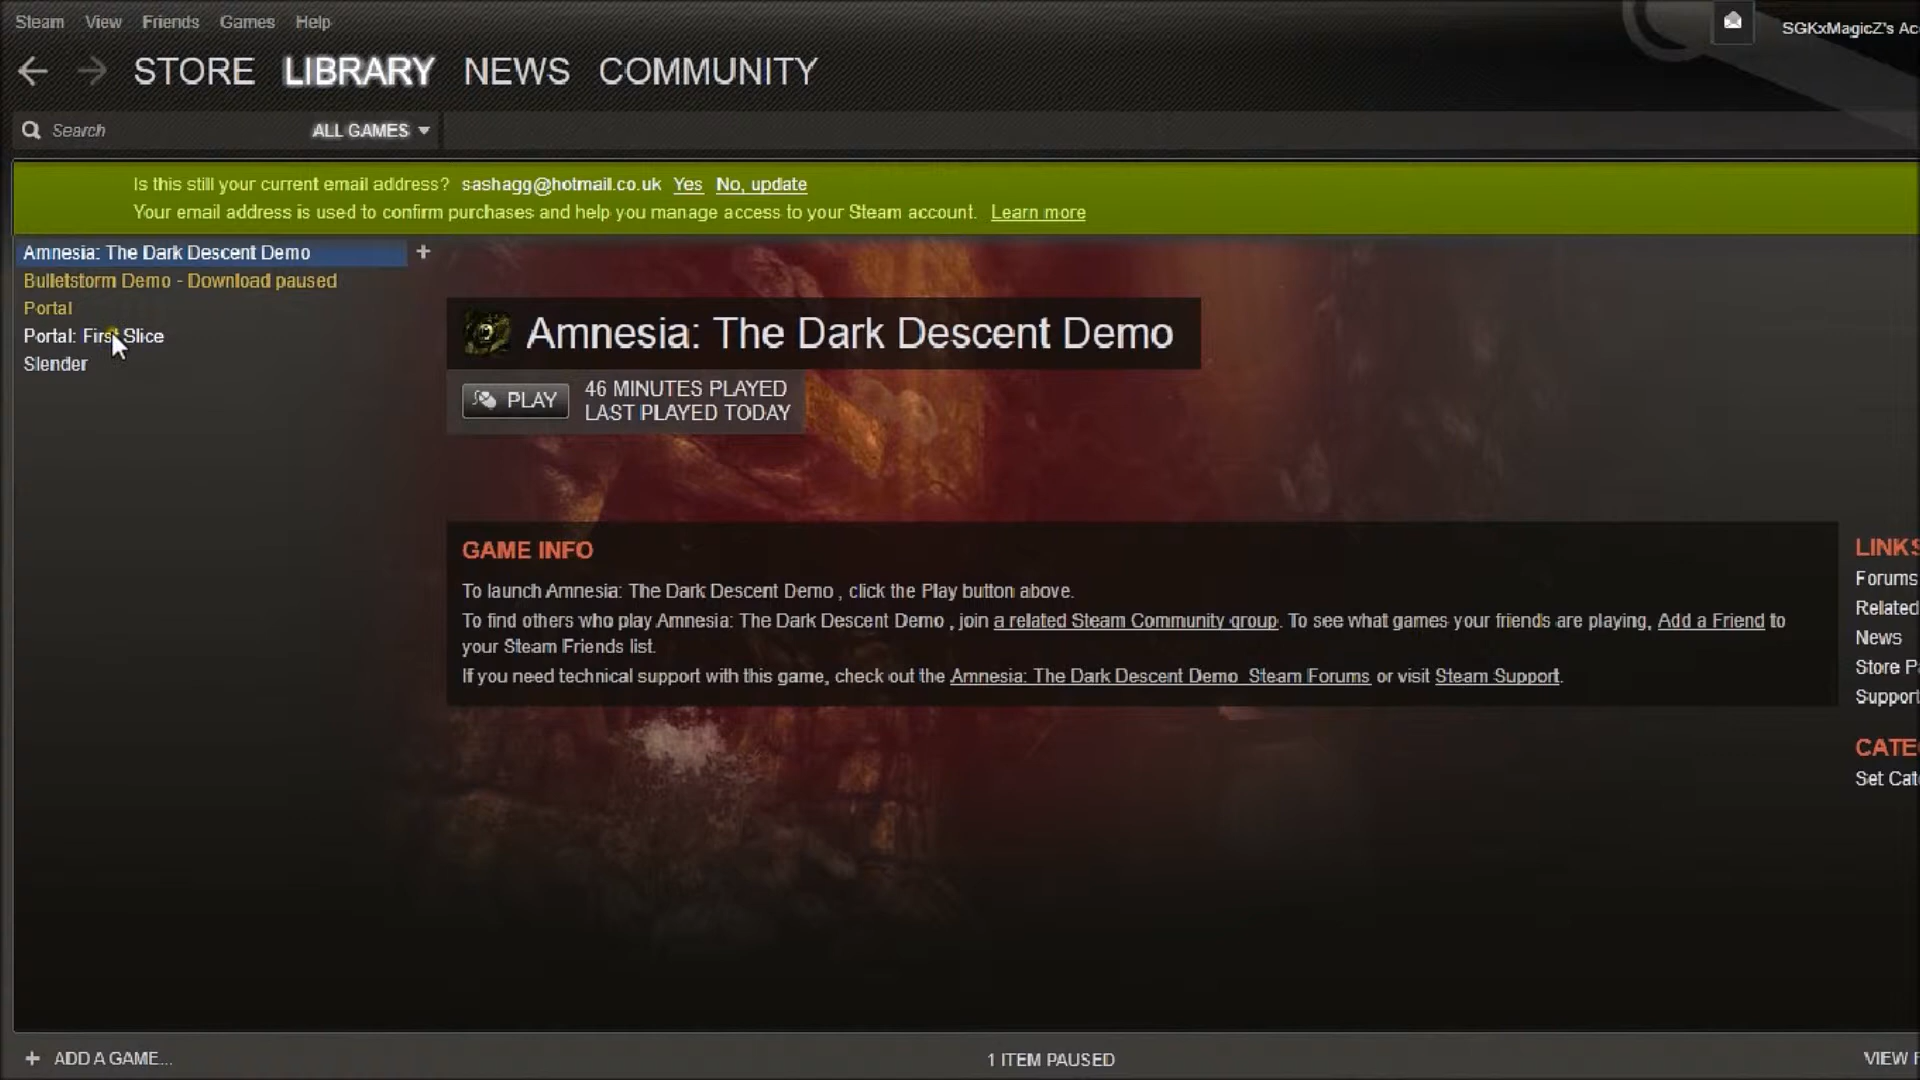 Steam View Friends Games Help
SGKxMagicZ's
STORE LIBRARY NEWS COMMUNITY
Search ALL GAMES
Is this still your current email address? sashagg@hotmail.co.uk Yes No, update
Your email address is used to confirm purchases and help you manage access to your Steam account. Learn more
Amnesia: The Dark Descent Demo +
Bulletstorm Demo - Download paused
Portal
Portal: First Slice
Slender
Amnesia: The Dark Descent Demo
PLAY
46 MINUTES PLAYED
LAST PLAYED TODAY
GAME INFO
To launch Amnesia: The Dark Descent Demo , click the Play button above.
To find others who play Amnesia: The Dark Descent Demo , join a related Steam Community group. To see what games your friends are playing, Add a Friend to
your Steam Friends list.
If you need technical support with this game, check out the Amnesia: The Dark Descent Demo Steam Forums or visit Steam Support.
LINKS
Forums
Related
News
Store
Support
Set
+ ADD A GAME...
1 ITEM PAUSED
VIEW